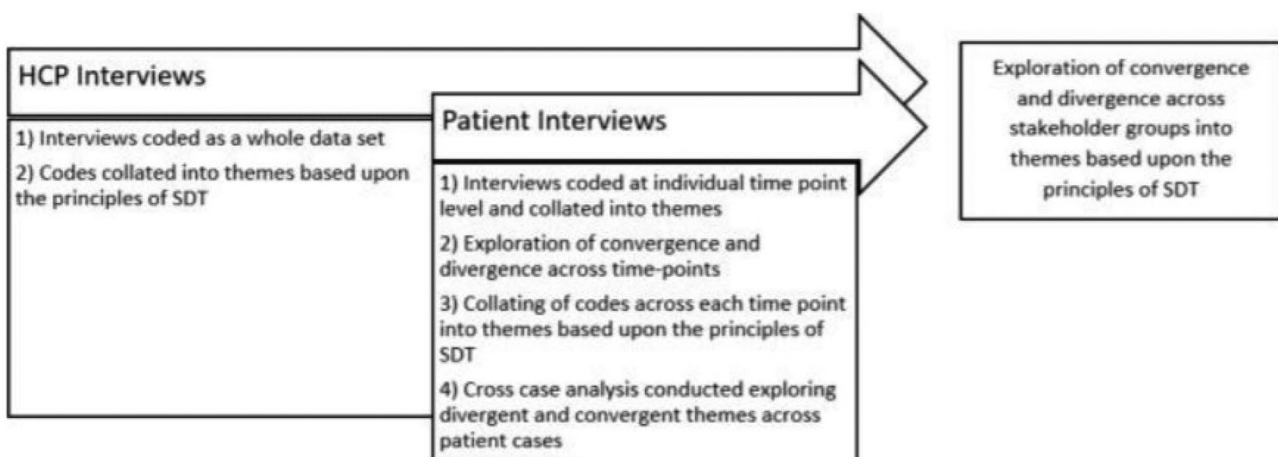 HCP Interviews
1) Interviews coded as a whole data set
2) Codes collated into themes based upon
the principles of SDT
Patient Interviews
1) Interviews coded at individual time point
level and collated into themes
2) Exploration of convergence and
divergence across time-points
3) Collating of codes across each time point
into themes based upon the principles of
SDT
4) Cross case analysis conducted exploring
divergent and convergent themes across
patient cases
Exploration of convergence
and divergence across
stakeholder groups into
themes based upon the
principles of SDT